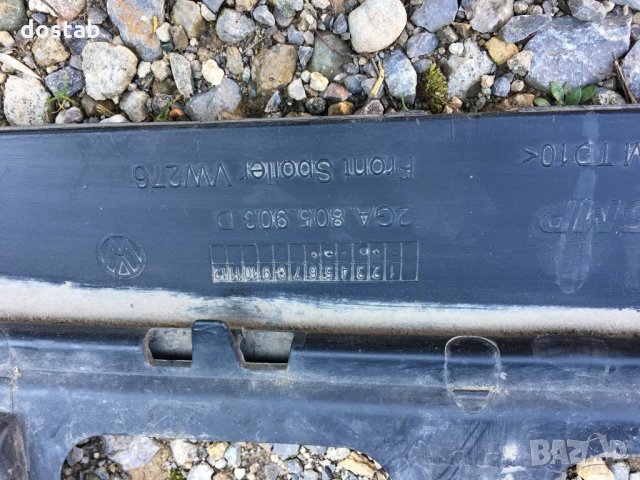 dostab
Front Spoiler VW276
2GA.805.903.D
SMP
M TD10<
1 2 3 4 5 6 7 8 9 10 11 12
BAZAR